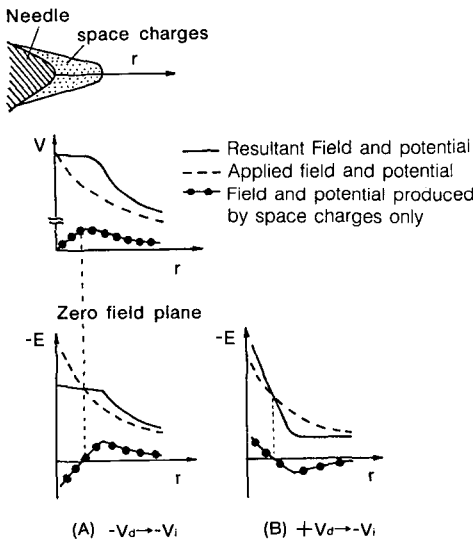 Needle
space charges
r
V
Resultant Field and potential
Applied field and potential
Field and potential produced
by space charges only
r
Zero field plane
-E
-E
r
r
(A) -Vd→-Vi
(B) +Vd→-Vi